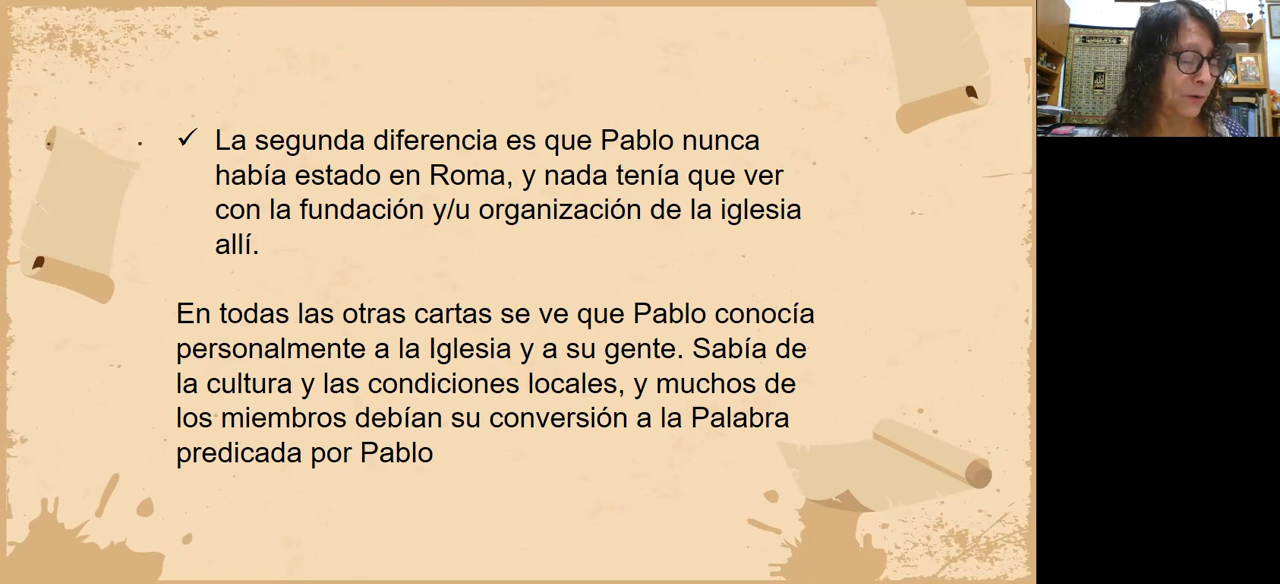 ✓ La segunda diferencia es que Pablo nunca
había estado en Roma, y nada tenía que ver
con la fundación y/u organización de la iglesia
allí.
En todas las otras cartas se ve que Pablo conocía
personalmente a la Iglesia y a su gente. Sabía de
la cultura y las condiciones locales, y muchos de
los miembros debían su conversión a la Palabra
predicada por Pablo